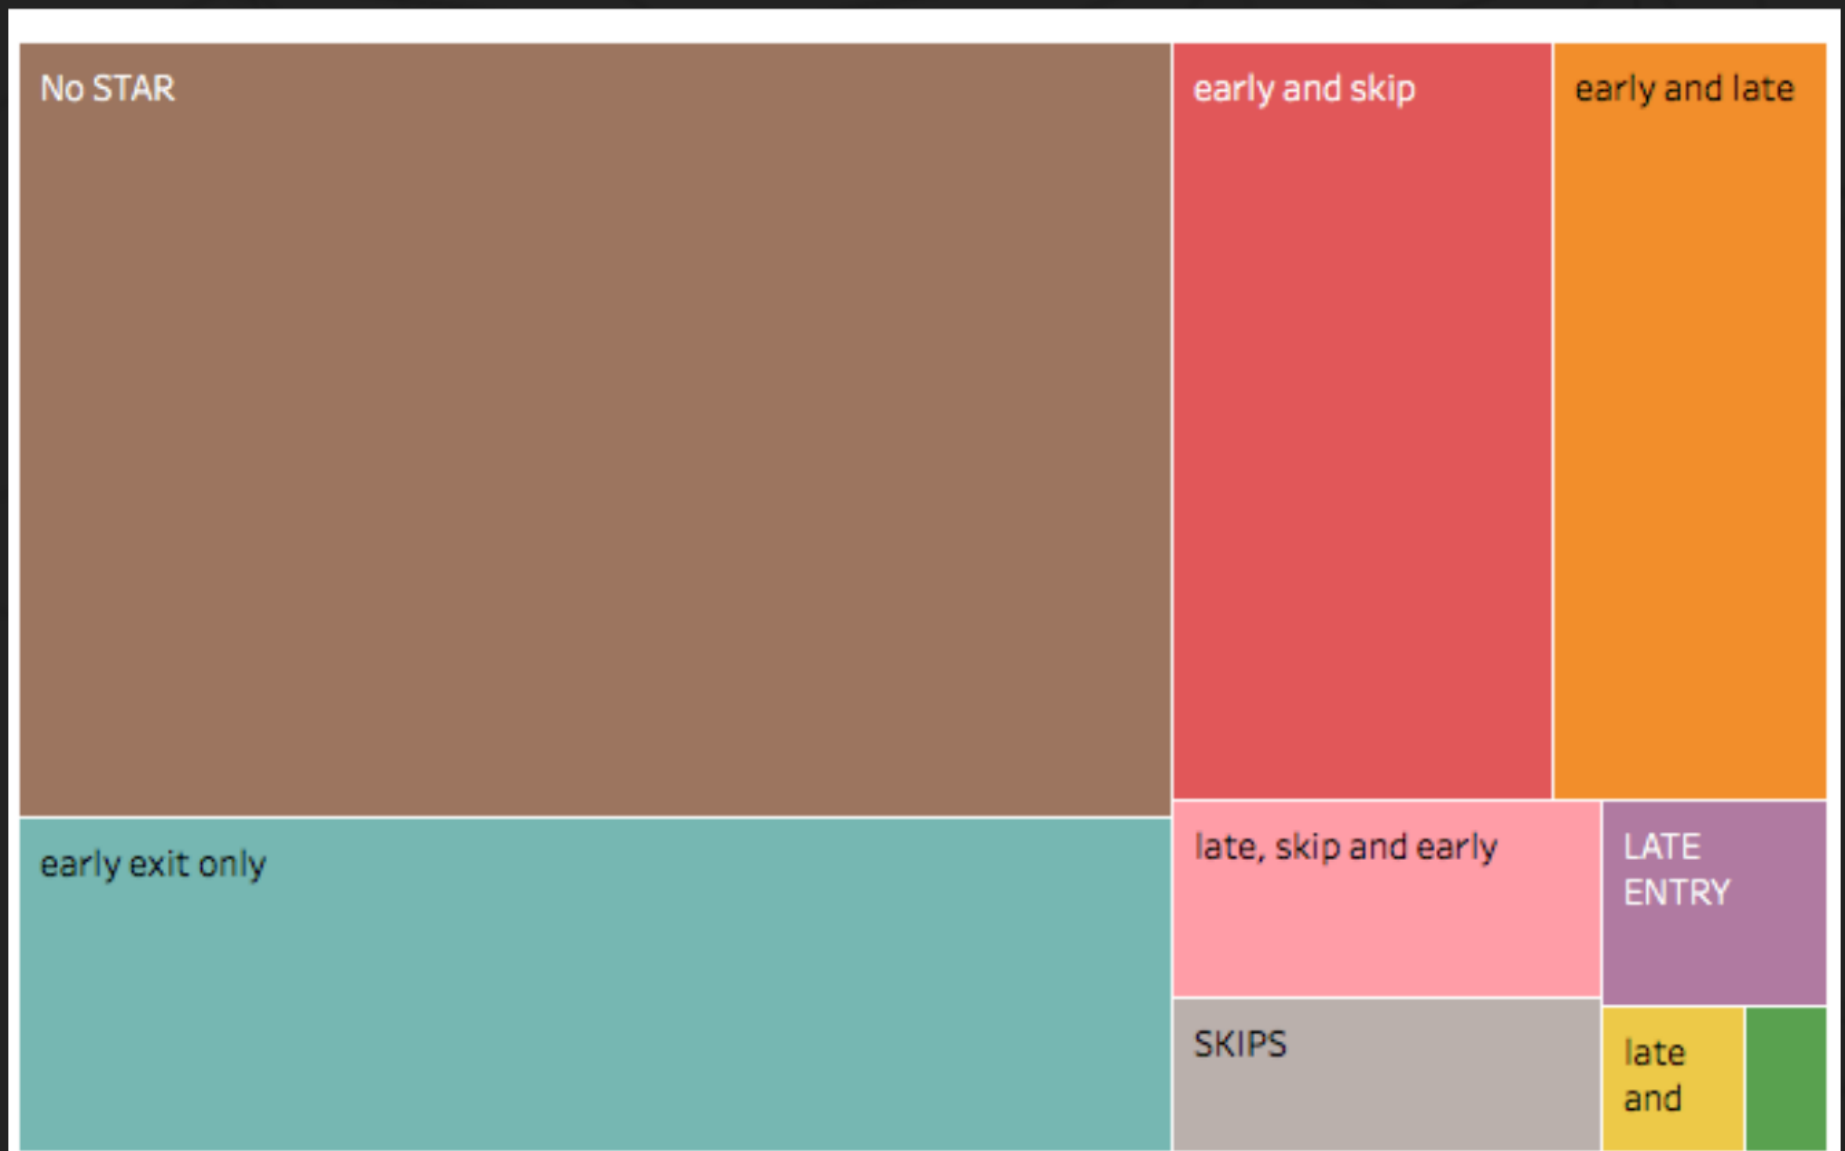 No STAR
early and skip
early and late
early exit only
late, skip and early
LATE
ENTRY
SKIPS
late
and